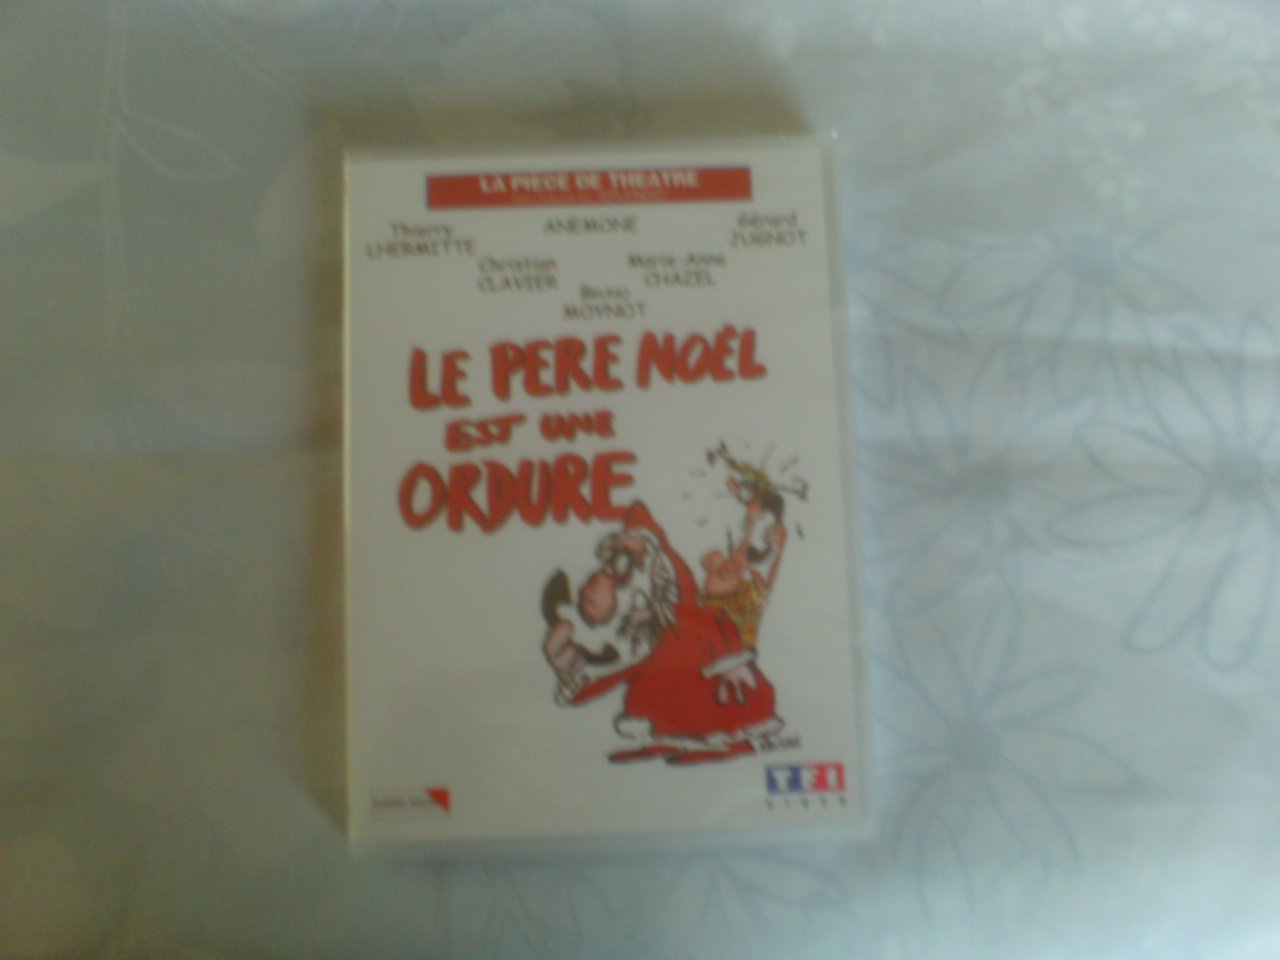 LA PIECE DE THEATRE
Thierry
LHERMITTE
ANEMONE
Gérard
JUGNOT
Christian
CLAVIER
Marie-Anne
CHAZEL
Bruno
MOYNOT
LE PERE NOËL
EST UNE
ORDURE
TF1
VIDEO